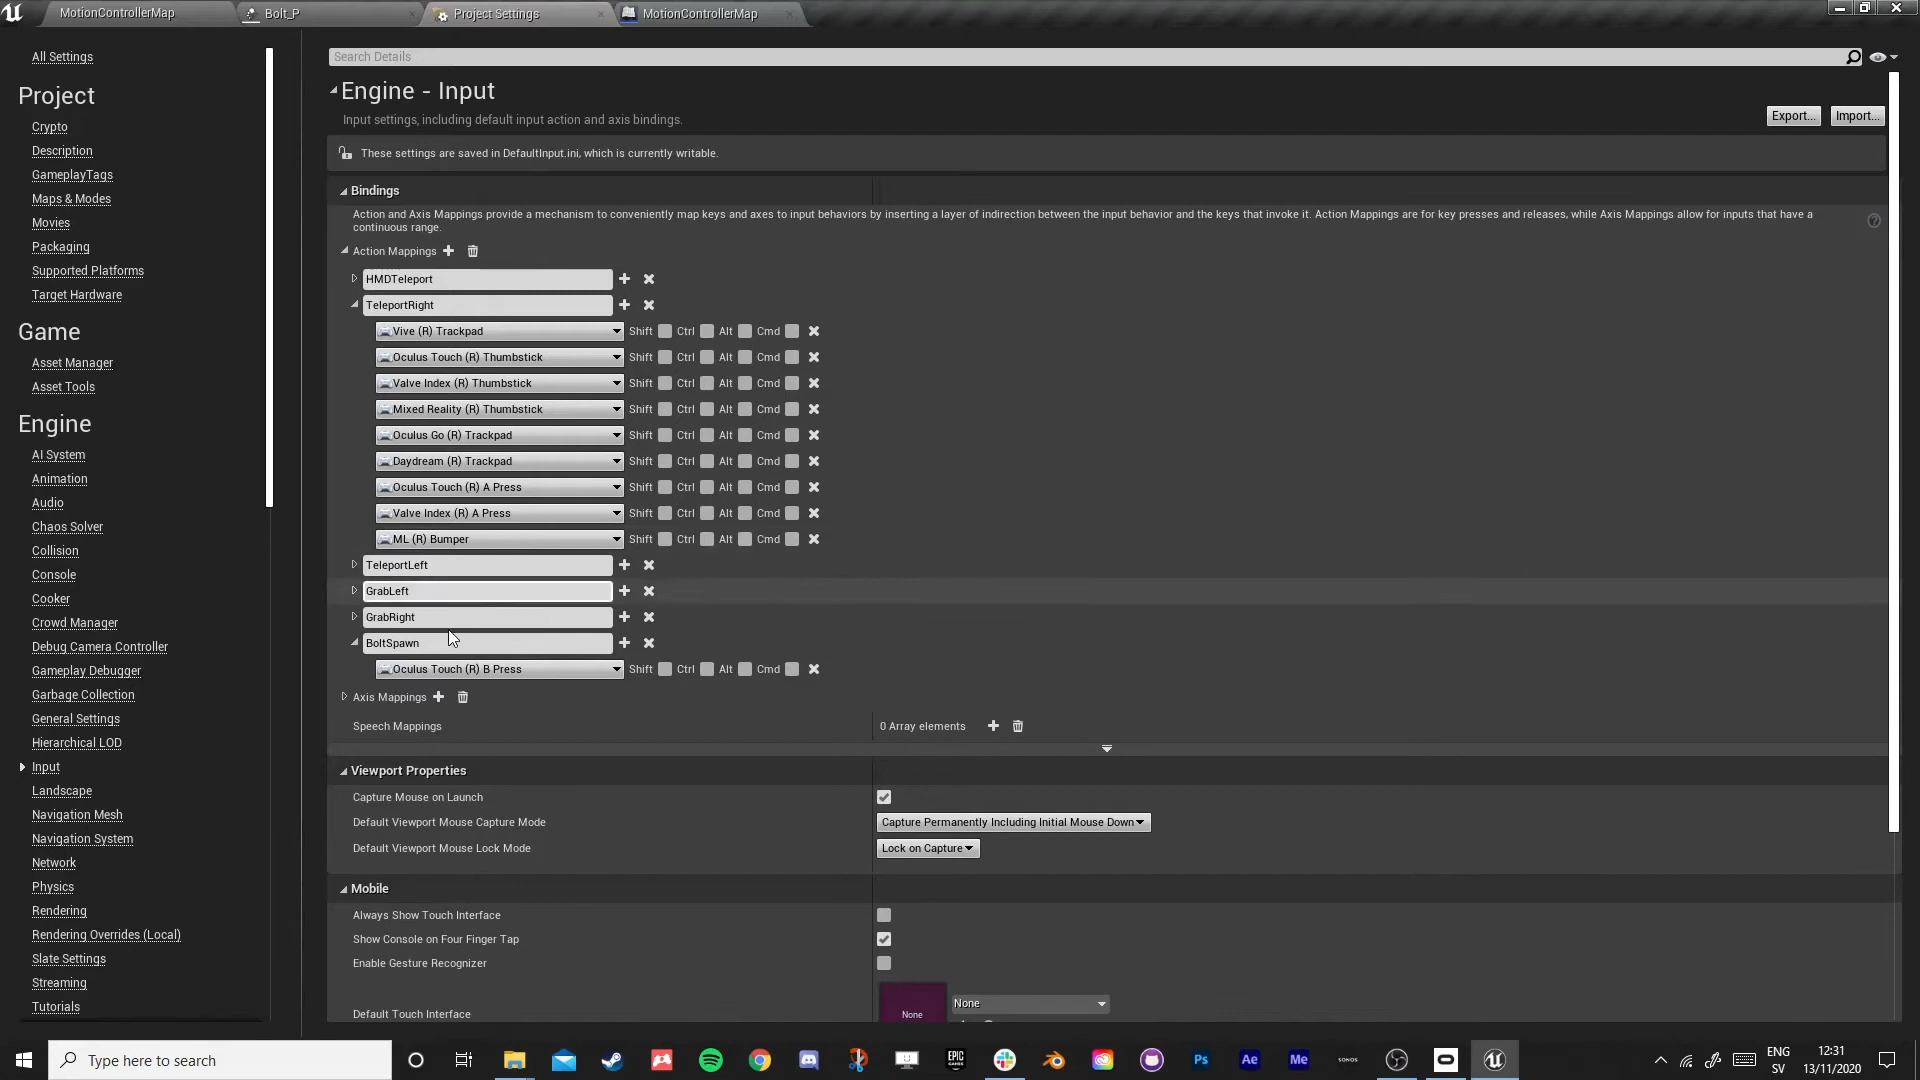 MotionControllerMap
Bolt_P
Project Settings
MotionControllerMap
All Settings
Project
Crypto
Description
GameplayTags
Maps & Modes
Movies
Packaging
Supported Platforms
Target Hardware
Game
Asset Manager
Asset Tools
Engine
AI System
Animation
Audio
Chaos Solver
Collision
Console
Cooker
Crowd Manager
Debug Camera Controller
Gameplay Debugger
Garbage Collection
General Settings
Hierarchical LOD
Input
Landscape
Navigation Mesh
Navigation System
Network
Physics
Rendering
Rendering Overrides (Local)
Slate Settings
Streaming
Tutorials
Search Details
Engine - Input
Input settings, including default input action and axis bindings.
Export...
Import...
These settings are saved in DefaultInput.ini, which is currently writable.
Bindings
Action and Axis Mappings provide a mechanism to conveniently map keys and axes to input behaviors by inserting a layer of indirection between the input behavior and the keys that invoke it. Action Mappings are for key presses and releases, while Axis Mappings allow for inputs that have a
continuous range.
Action Mappings
HMDTeleport
TeleportRight
Vive (R) Trackpad Shift Ctrl Alt Cmd
Oculus Touch (R) Thumbstick Shift Ctrl Alt Cmd
Valve Index (R) Thumbstick Shift Ctrl Alt Cmd
Mixed Reality (R) Thumbstick Shift Ctrl Alt Cmd
Oculus Go (R) Trackpad Shift Ctrl Alt Cmd
Daydream (R) Trackpad Shift Ctrl Alt Cmd
Oculus Touch (R) A Press Shift Ctrl Alt Cmd
Valve Index (R) A Press Shift Ctrl Alt Cmd
ML (R) Bumper Shift Ctrl Alt Cmd
TeleportLeft
GrabLeft
GrabRight
BoltSpawn
Oculus Touch (R) B Press Shift Ctrl Alt Cmd
Axis Mappings
Speech Mappings 0 Array elements
Viewport Properties
Capture Mouse on Launch
Default Viewport Mouse Capture Mode Capture Permanently Including Initial Mouse Down
Default Viewport Mouse Lock Mode Lock on Capture
Mobile
Always Show Touch Interface
Show Console on Four Finger Tap
Enable Gesture Recognizer
Default Touch Interface None None
Type here to search
EPIC GAMES
Ps
Ae
Me
SONOS
ENG
SV
12:31
13/11/2020